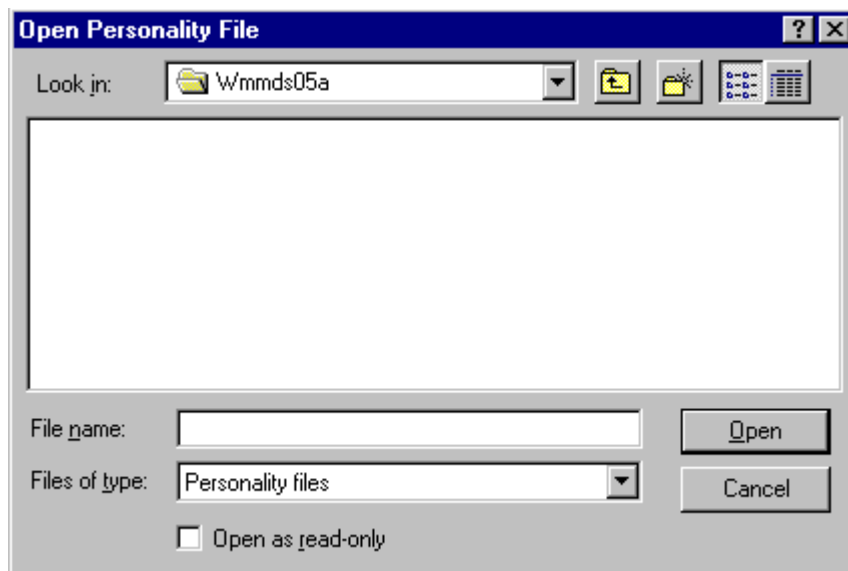 Open Personality File
Look in: Wmmds05a
File name:
Open
Files of type: Personality files
Cancel
Open as read-only